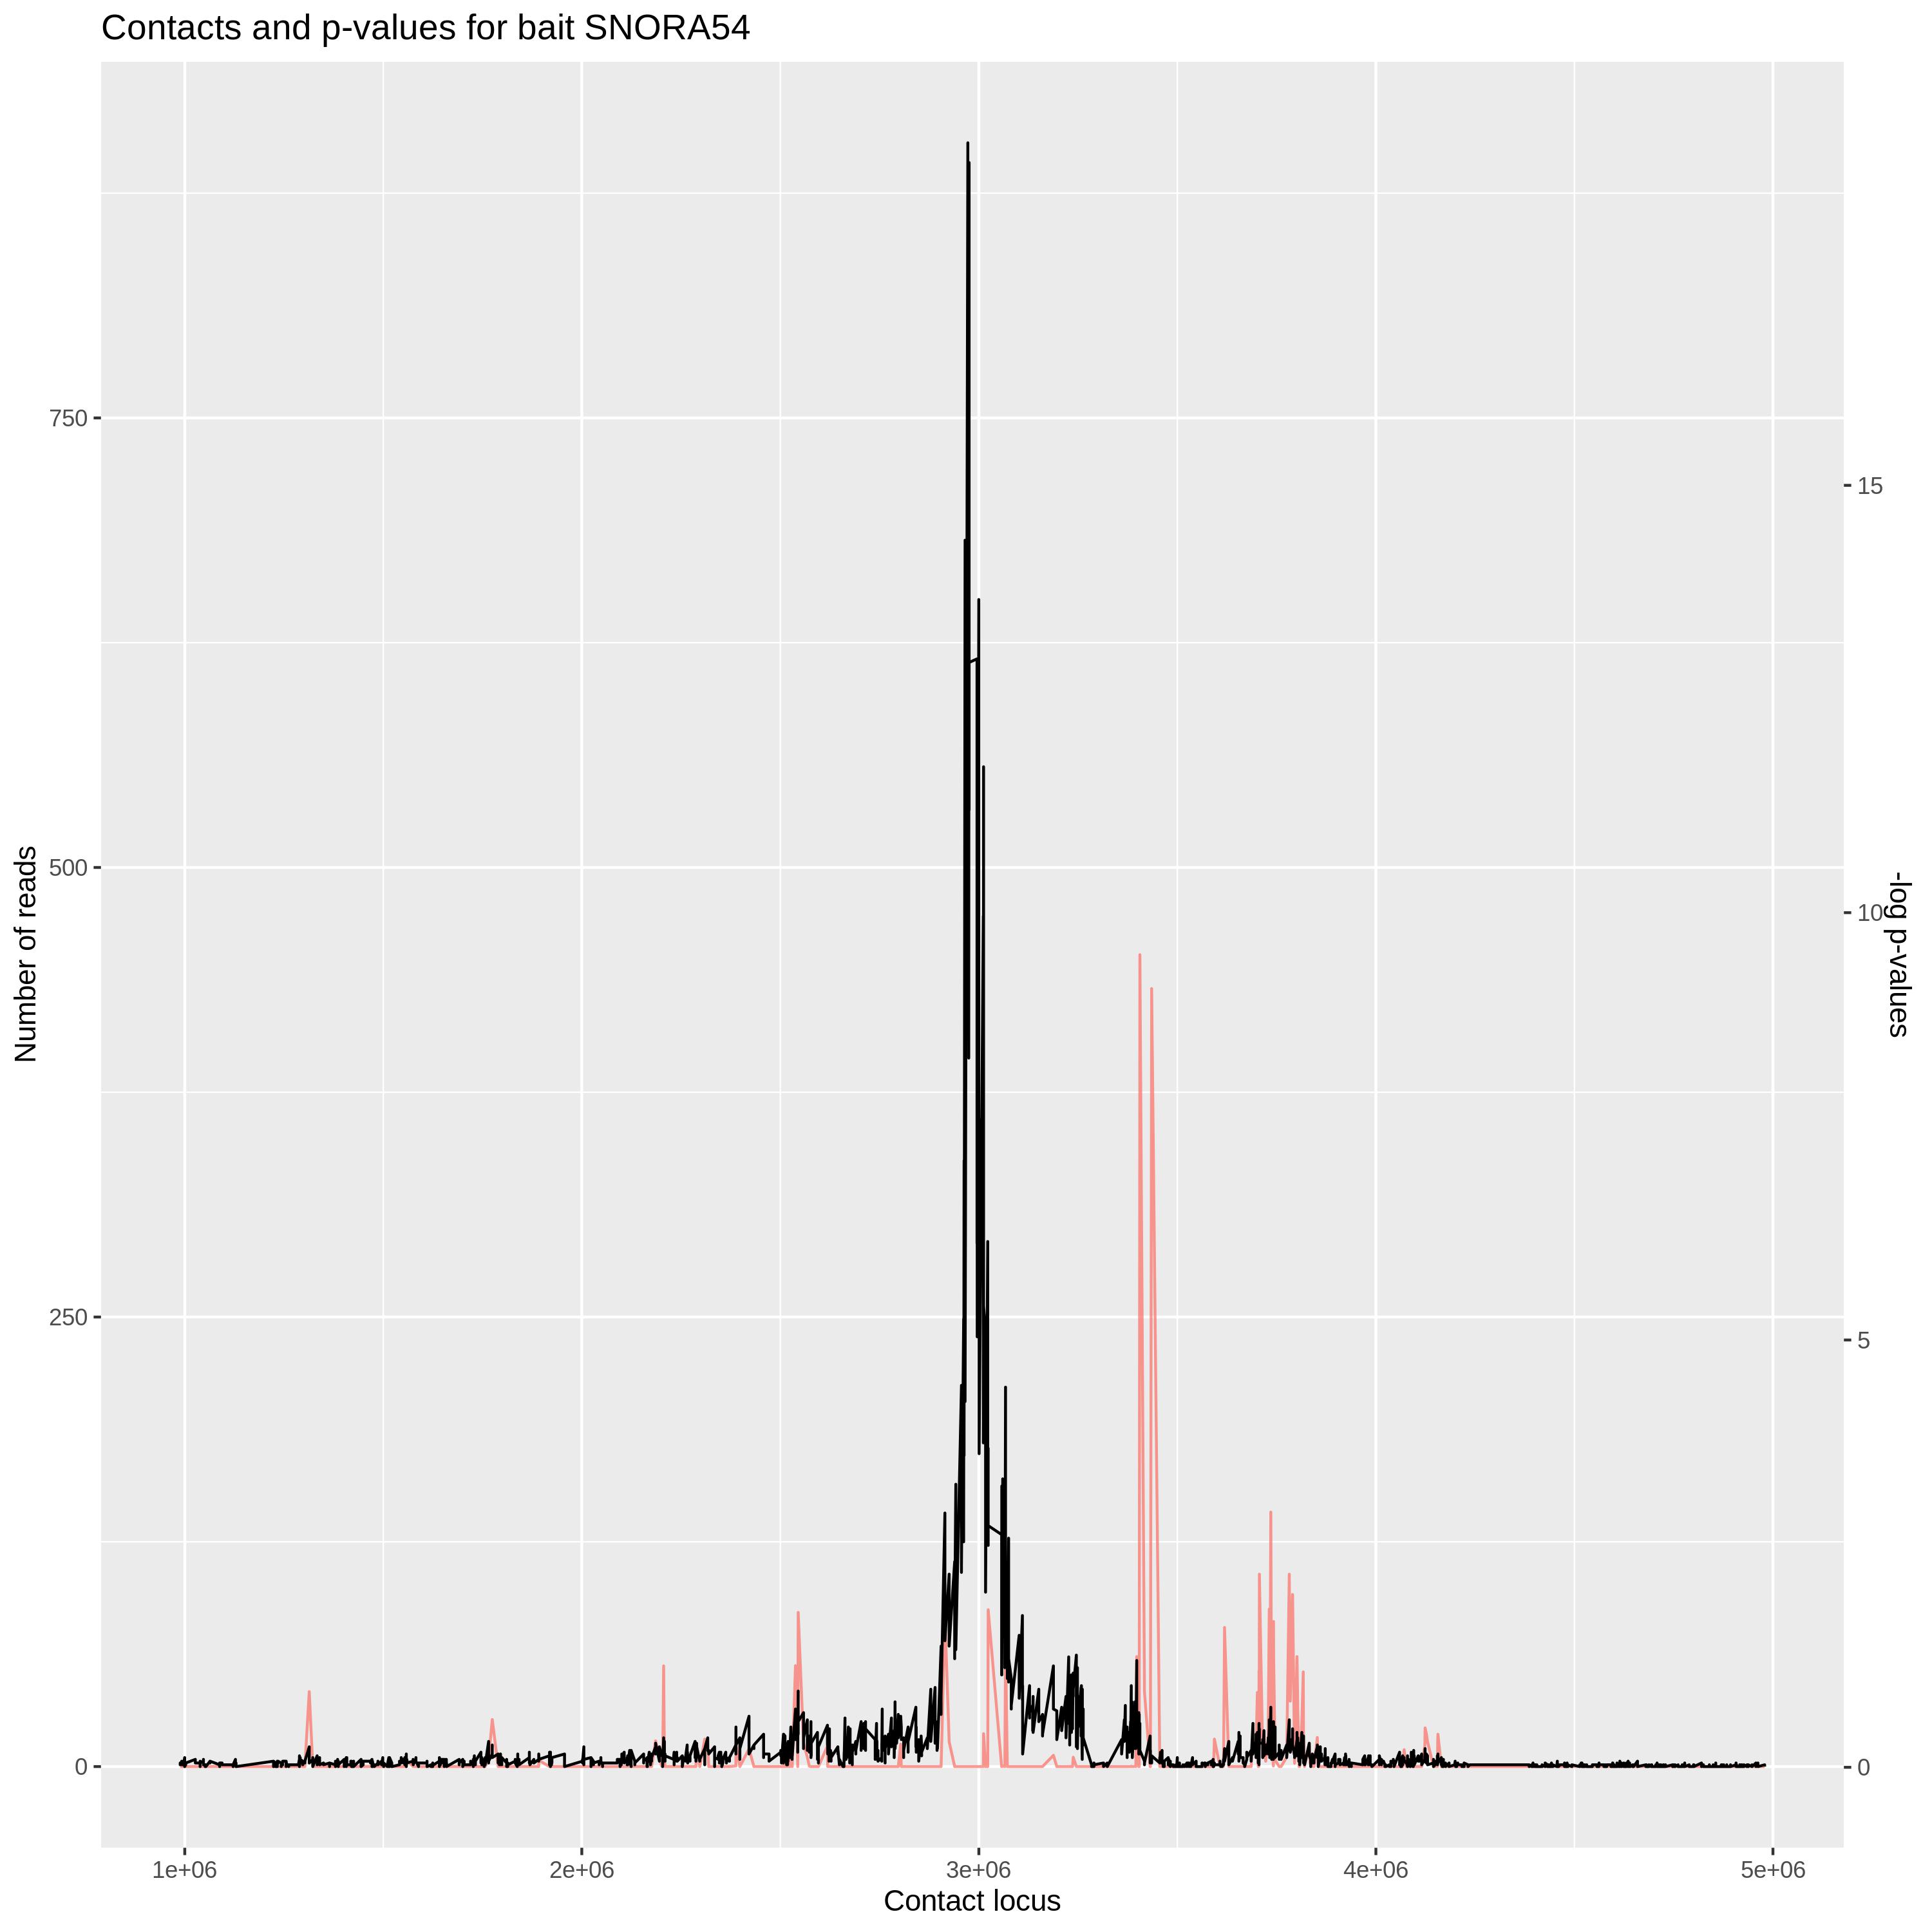 Contacts and p-values for bait SNORA54
Number of reads
750
500
250
0
15
10
5
0
-log p-values
1e+06
2e+06
3e+06
4e+06
5e+06
Contact locus